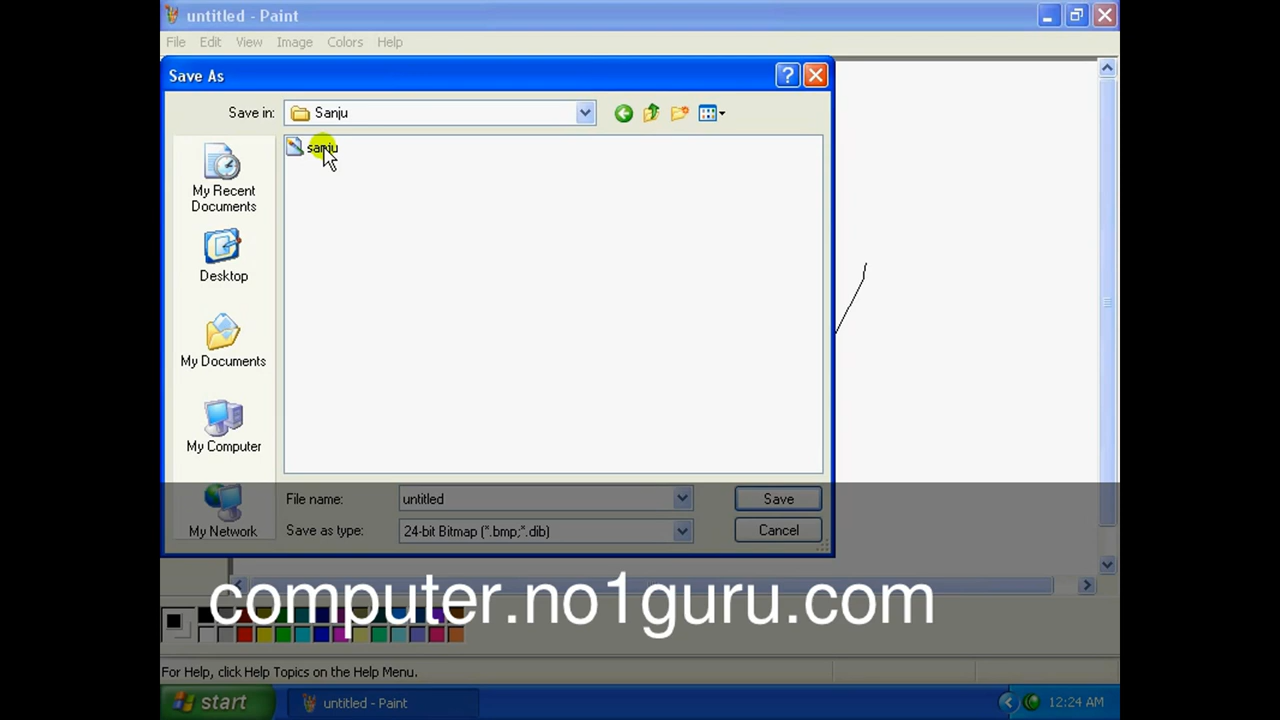 untitled - Paint
File Edit View Image Colors Help
Save As
Save in: Sanju
sanju
My Recent
Documents
Desktop
My Documents
My Computer
My Network
File name: untitled Save
Save as type: 24-bit Bitmap (*.bmp;*.dib) Cancel
computer.no1guru.com
For Help, click Help Topics on the Help Menu.
start untitled - Paint 12:24 AM